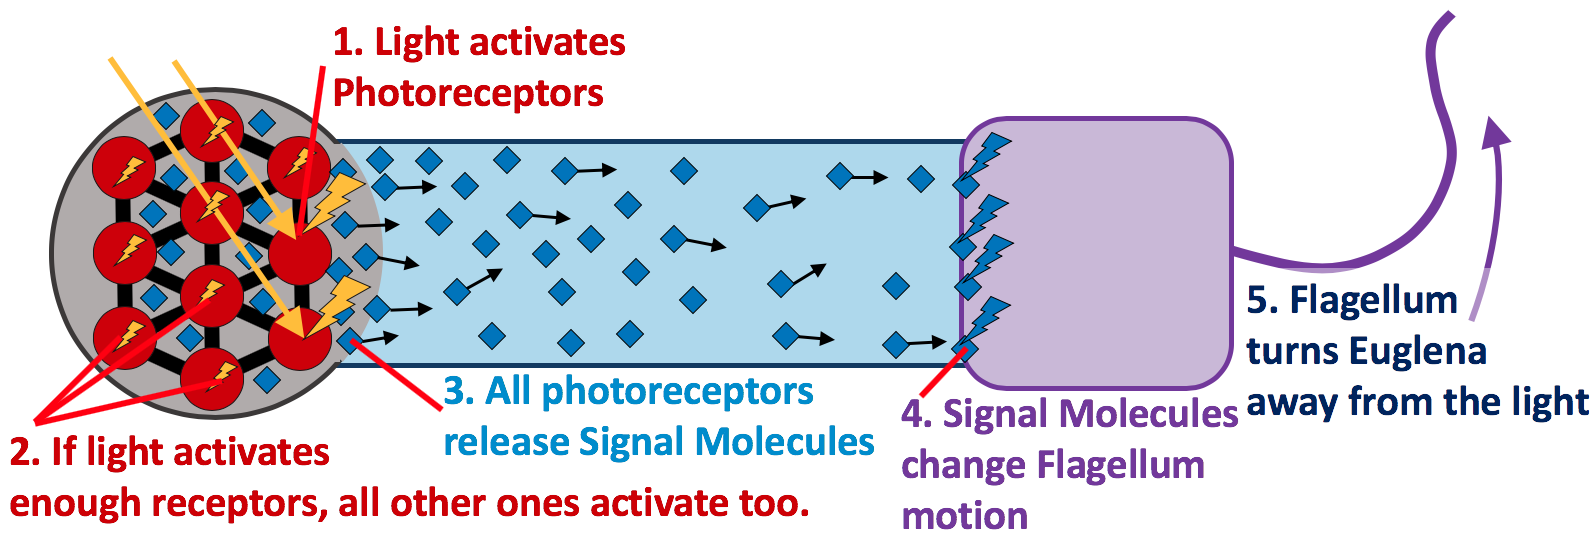 1. Light activates
Photoreceptors
2. If light activates
enough receptors, all other ones activate too.
3. All photoreceptors
release Signal Molecules
4. Signal Molecules
change Flagellum
motion
5. Flagellum
turns Euglena
away from the light